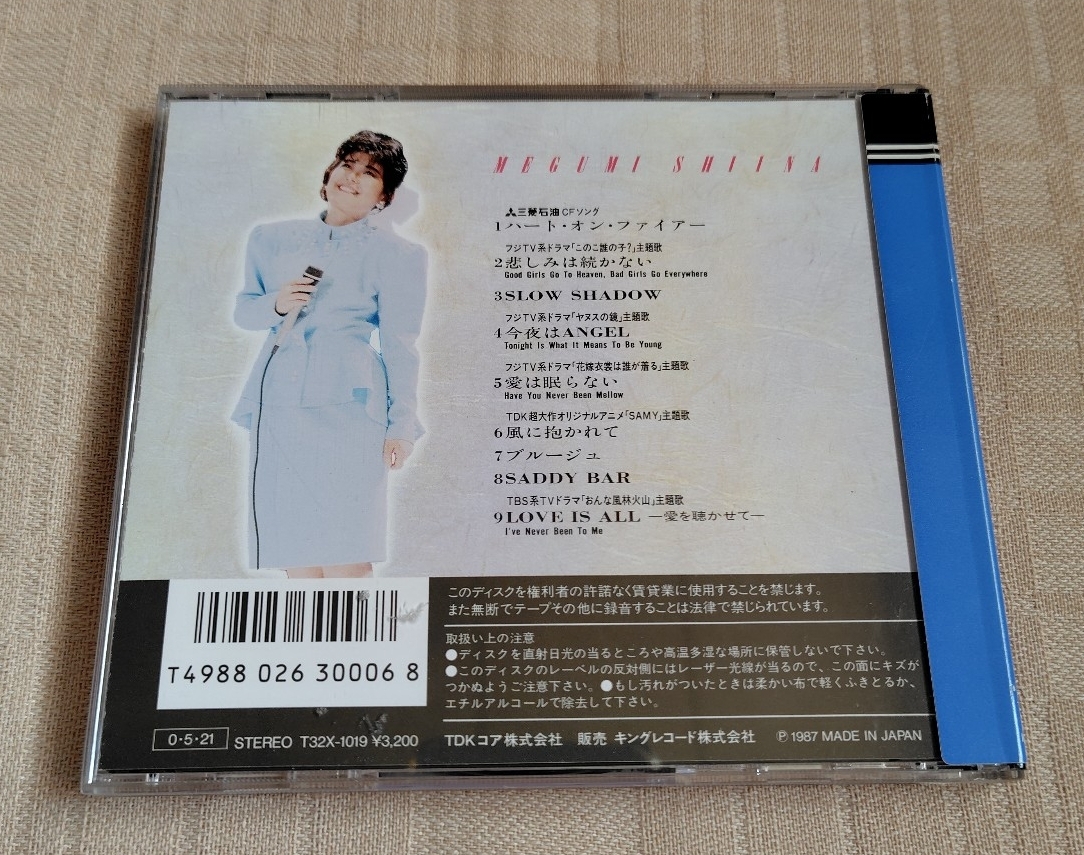 MEGUMI SHIINA
三菱石油CFソング
1ハート・オン・ファイアー
フジTV系ドラマ「このこ誰の子?」主題歌
2悲しみは続かない
Good Girls Go To Heaven, Bad Girls Go Everywhere
3SLOW SHADOW
フジTV系ドラマ「ヤヌスの鏡」主題歌
4今夜はANGEL
Tonight Is What It Means To Be Young
フジTV系ドラマ「花嫁衣裳は誰が着る」主題歌
5愛は眠らない
Have You Never Been Mellow
TDK超大作オリジナルアニメ「SAMY」主題歌
6風に抱かれて
7ブルージュ
8SADDY BAR
TBS系TVドラマ「おんな風林火山」主題歌
9LOVE IS ALL —愛を聴かせて—
I've Never Been To Me
このディスクを権利者の許諾なく賃貸業に使用することを禁じます。
また無断でテープその他に録音することは法律で禁じられています。
取扱い上の注意
●ディスクを直射日光の当るところや高温多湿な場所に保管しないで下さい。
●このディスクのレーベルの反対側にはレーザー光線が当るので、この面にキズが
つかぬようご注意下さい。●もし汚れがついたときは柔かい布で軽くふきとるか、
エチルアルコールで除去して下さい。
T4988 026 30006 8
0・5・21 STEREO T32X-1019 ¥3,200 TDKコア株式会社 販売 キングレコード株式会社 ℗1987 MADE IN JAPAN